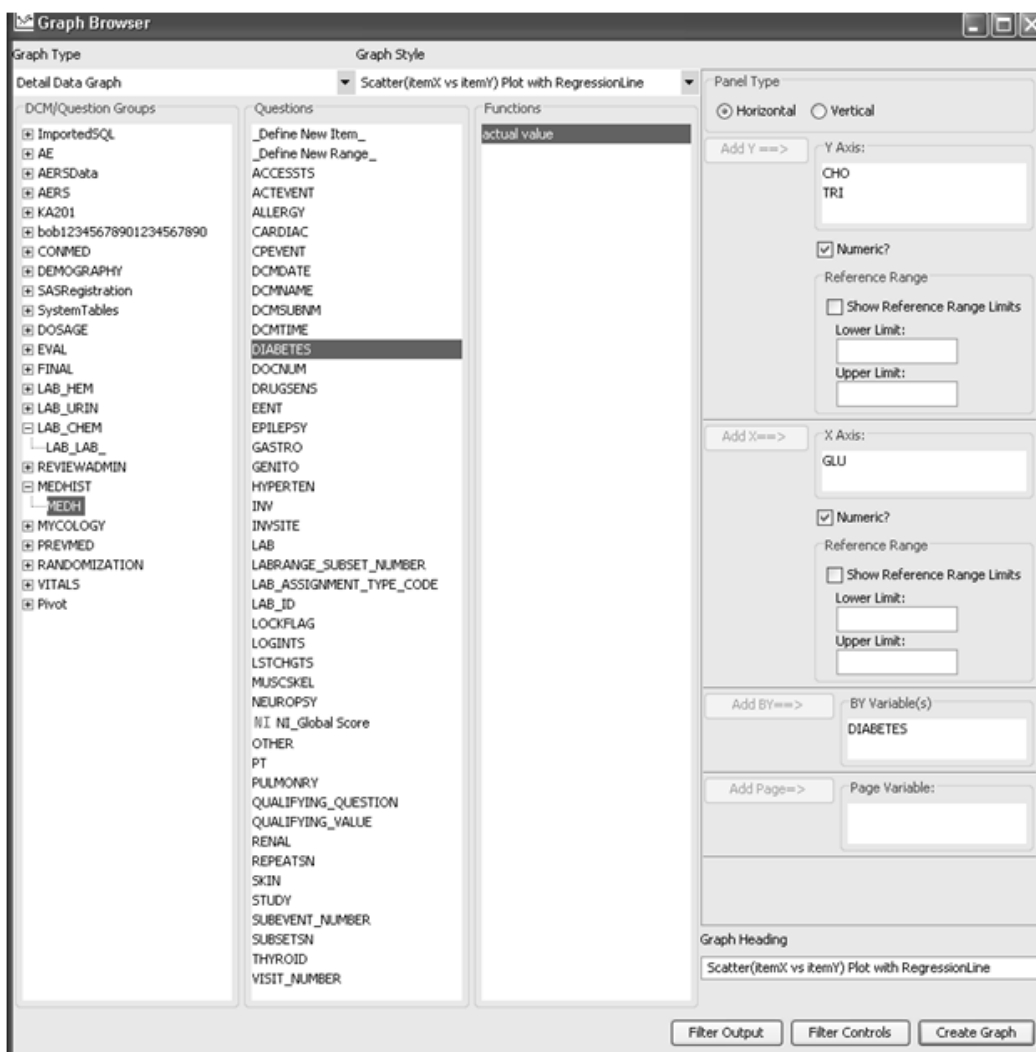 Graph Browser
Graph Type
Graph Style
Detail Data Graph
Scatter(itemX vs itemY) Plot with RegressionLine
DCM/Question Groups
ImportedSQL
AE
AERSData
AERS
KA201
bob12345678901234567890
CONMED
DEMOGRAPHY
SASRegistration
SystemTables
DOSAGE
EVAL
FINAL
LAB_HEM
LAB_URIN
LAB_CHEM
LAB_LAB_
REVIEWADMIN
MEDHIST
MEDH
MYCOLOGY
PREVMED
RANDOMIZATION
VITALS
Pivot
Questions
_Define New Item_
_Define New Range_
ACCESSTS
ACTEVENT
ALLERGY
CARDIAC
CPEVENT
DCMDATE
DCMNAME
DCMSUBNM
DCMTIME
DIABETES
DOCNUM
DRUGSENS
EENT
EPILEPSY
GASTRO
GENITO
HYPERTEN
INV
INVSITE
LAB
LABRANGE_SUBSET_NUMBER
LAB_ASSIGNMENT_TYPE_CODE
LAB_ID
LOCKFLAG
LOGINTS
LSTCHGTS
MUSCSKEL
NEUROPSY
NI NI_Global Score
OTHER
PT
PULMONRY
QUALIFYING_QUESTION
QUALIFYING_VALUE
RENAL
REPEATSN
SKIN
STUDY
SUBEVENT_NUMBER
SUBSETSN
THYROID
VISIT_NUMBER
Functions
actual value
Panel Type
Horizontal
Vertical
Add Y ==>
Y Axis:
CHO
TRI
Numeric?
Reference Range
Show Reference Range Limits
Lower Limit:
Upper Limit:
Add X==>
X Axis:
GLU
Numeric?
Reference Range
Show Reference Range Limits
Lower Limit:
Upper Limit:
Add BY==>
BY Variable(s)
DIABETES
Add Page=>
Page Variable:
Graph Heading
Scatter(itemX vs itemY) Plot with RegressionLine
Filter Output
Filter Controls
Create Graph